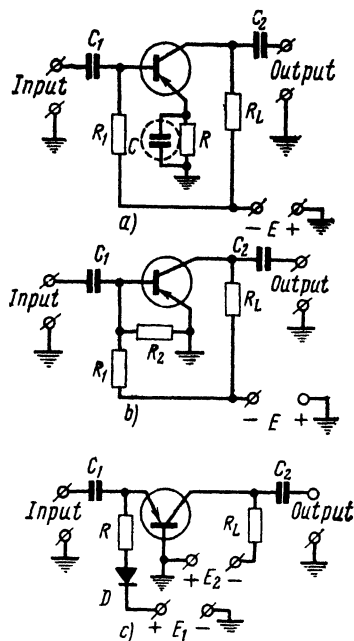 C1 C2
Input Output
R1 C R RL
- E +
a)
C1 C2
Input Output
R2 RL
R1
- E +
b)
C1 C2
Input Output
R RL
+ E2 -
D
+ E1 -
c)